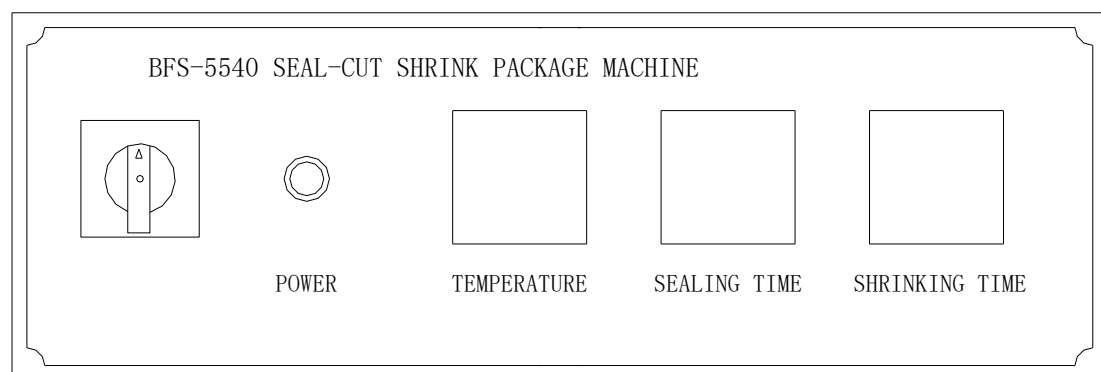 BFS-5540 SEAL-CUT SHRINK PACKAGE MACHINE
POWER TEMPERATURE SEALING TIME SHRINKING TIME